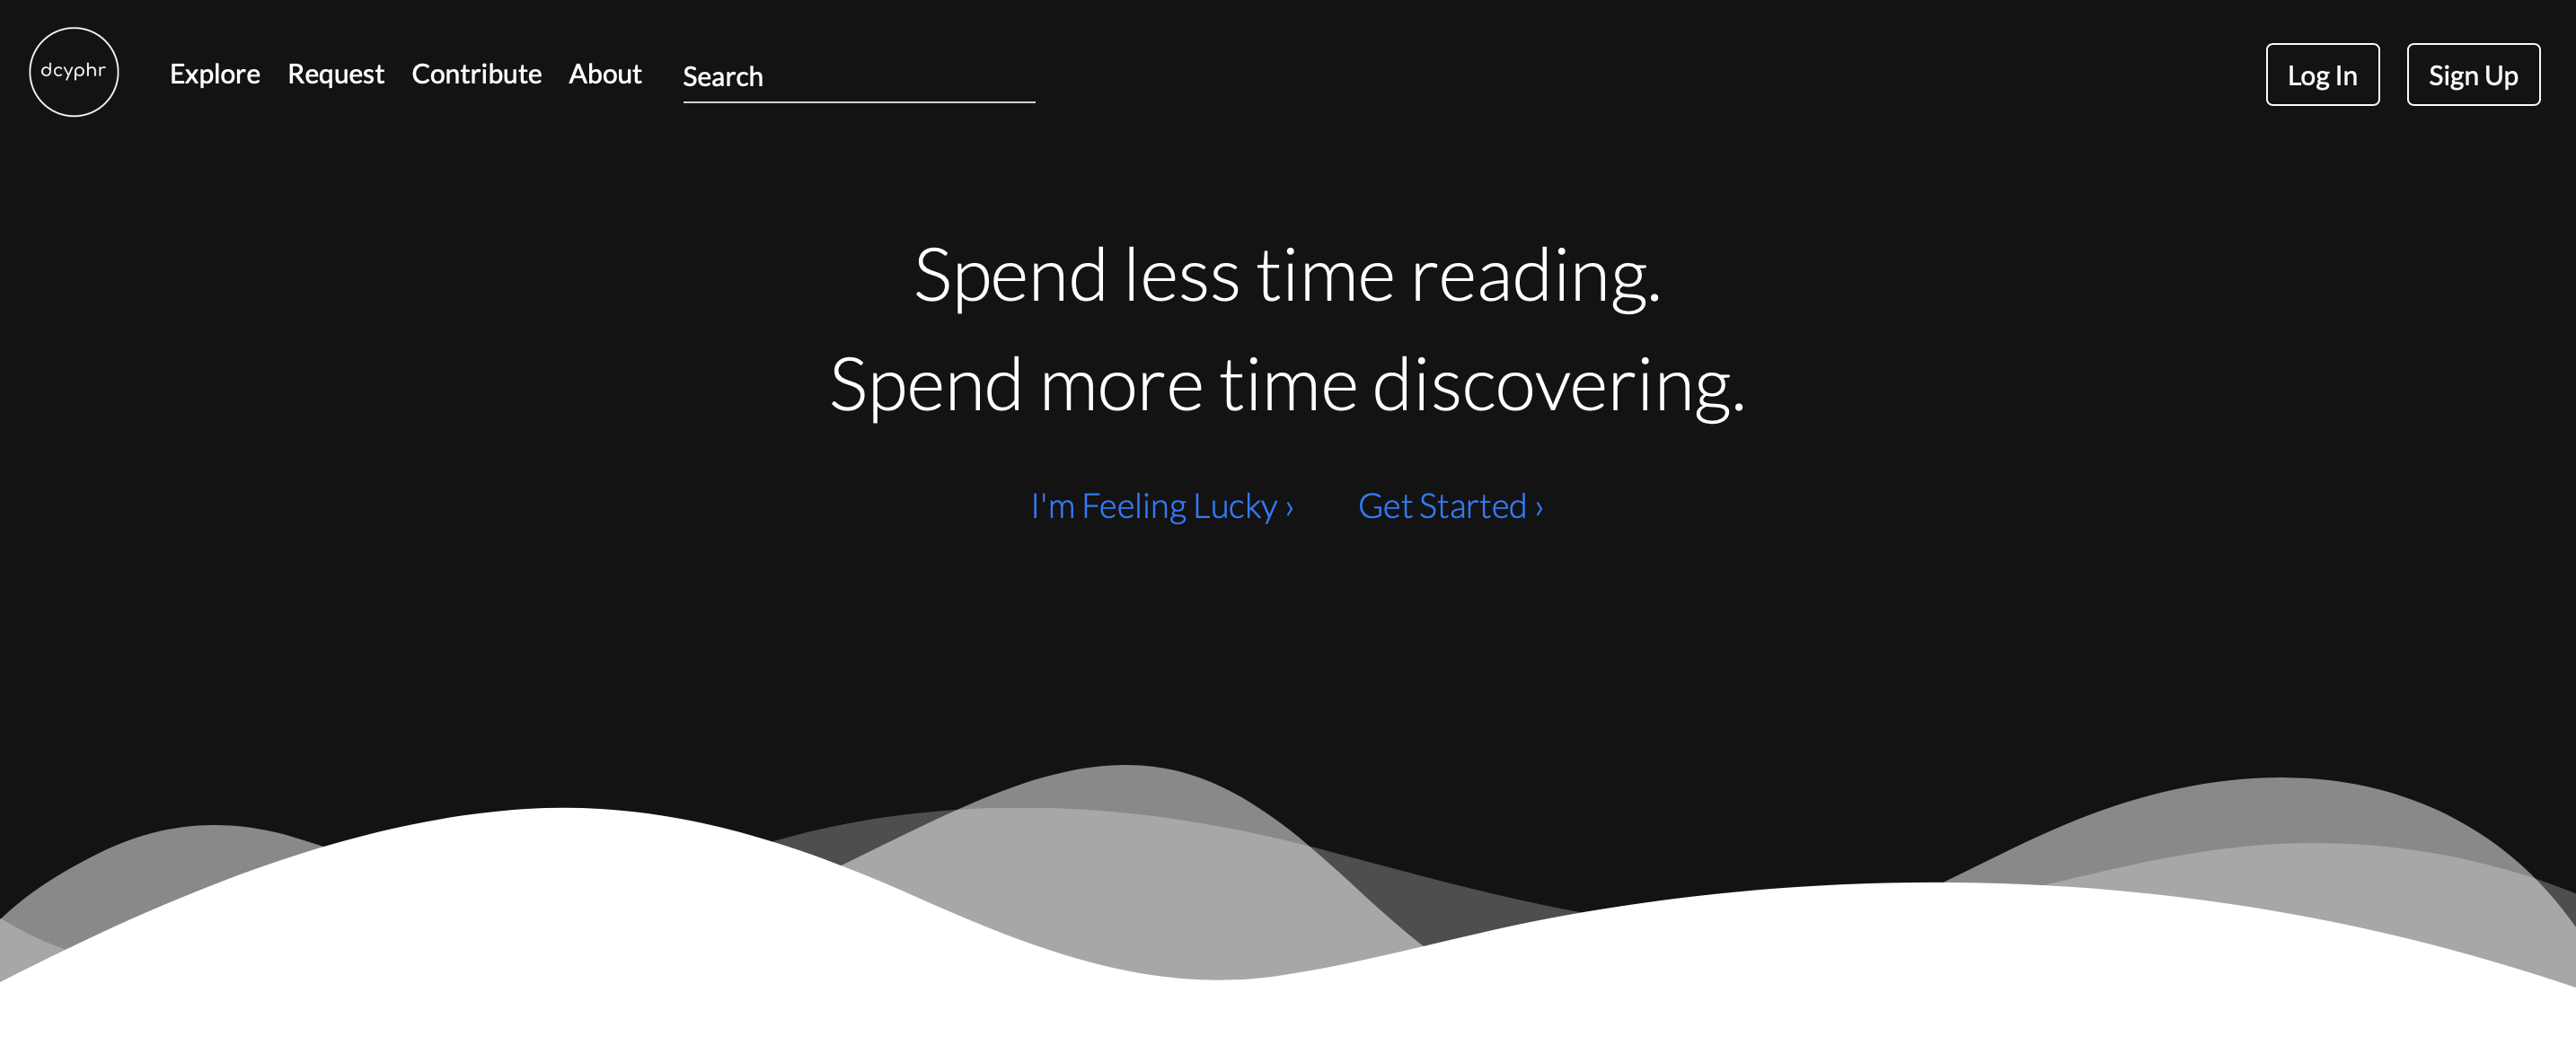 dcyphr
Explore Request Contribute About Search
Log In Sign Up
Spend less time reading.
Spend more time discovering.
I'm Feeling Lucky › Get Started ›